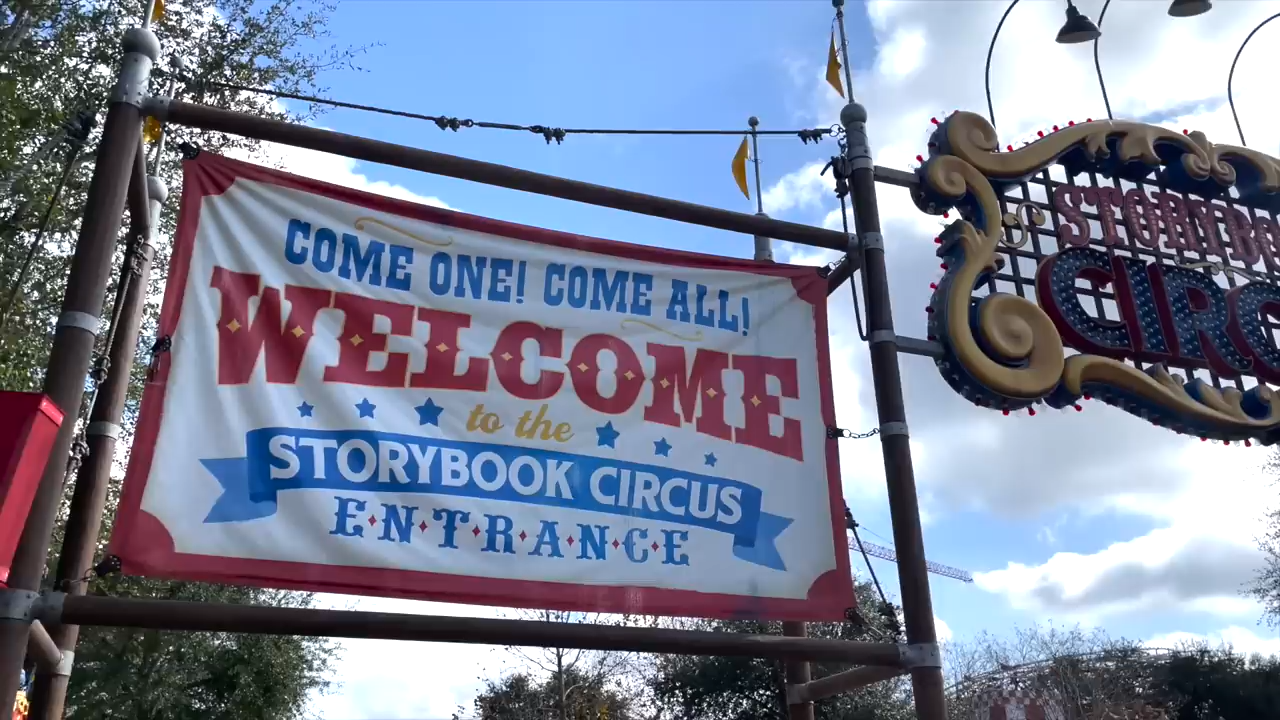 COME ONE! COME ALL!
WELCOME
to the
STORYBOOK CIRCUS
ENTRANCE